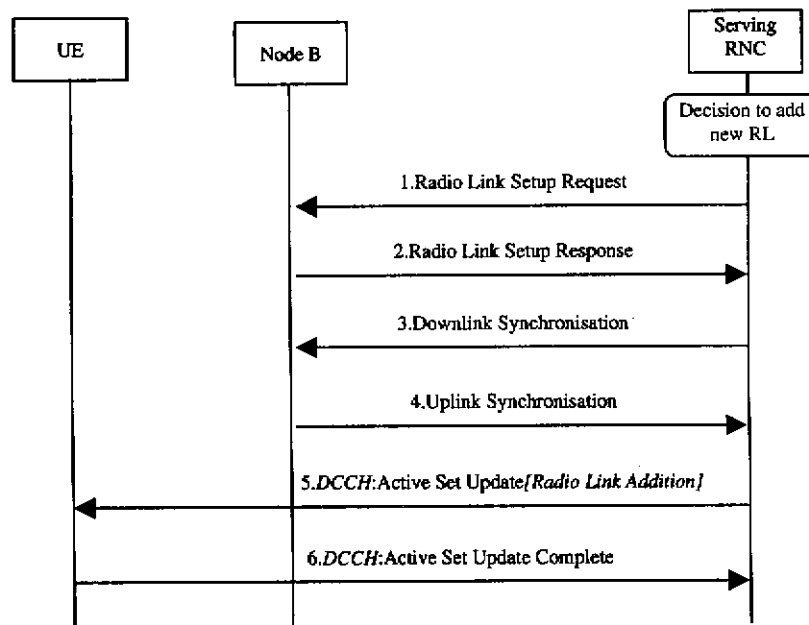 UE
Node B
Serving
RNC
Decision to add
new RL
1.Radio Link Setup Request
2.Radio Link Setup Response
3.Downlink Synchronisation
4.Uplink Synchronisation
5.DCCH:Active Set Update[Radio Link Addition]
6.DCCH:Active Set Update Complete